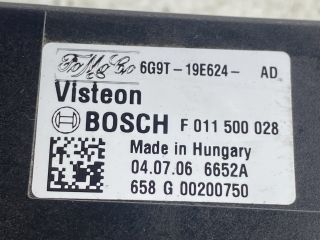 FoMoCo 6G9T-19E624- AD
Visteon
BOSCH F 011 500 028
Made in Hungary
04.07.06 6652A
658 G 00200750